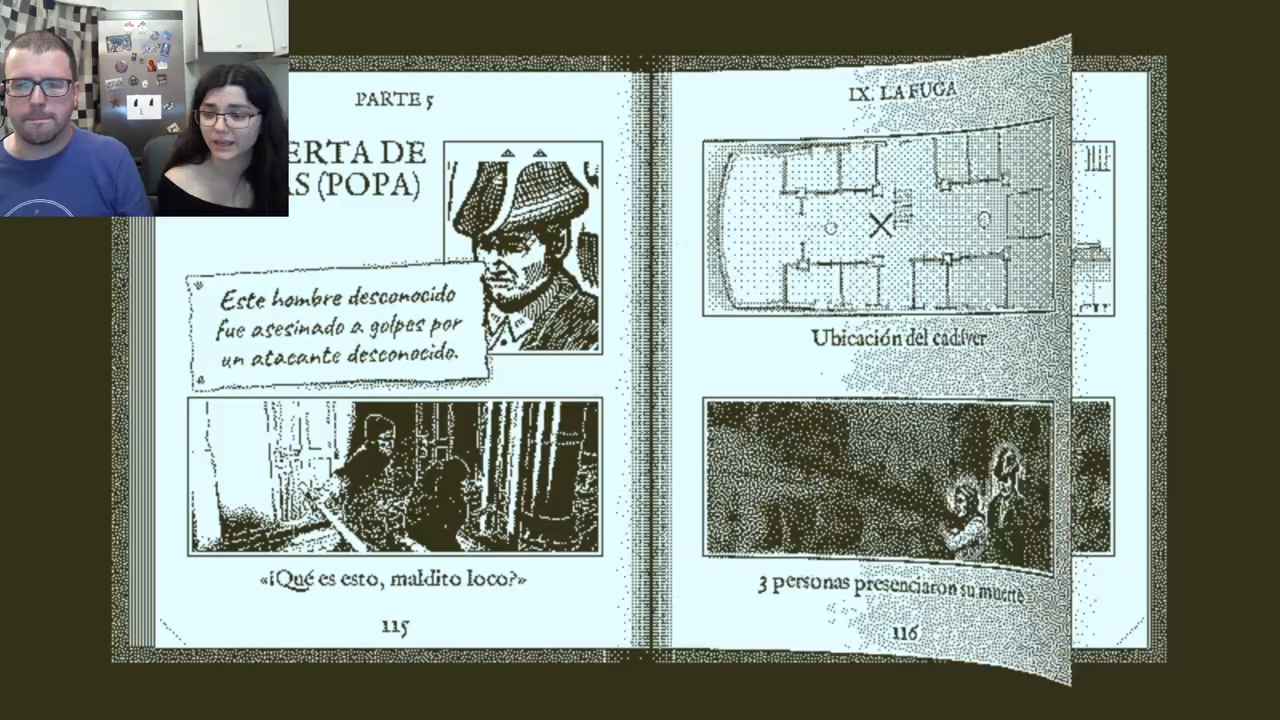 PARTE 5
ERTA DE
AS (POPA)
Este hombre desconocido
fue asesinado a golpes por
un atacante desconocido.
«¡Qué es esto, maldito loco?»
115
IX. LA FUGA
Ubicación del cadáver
3 personas presenciaron su muerte
116